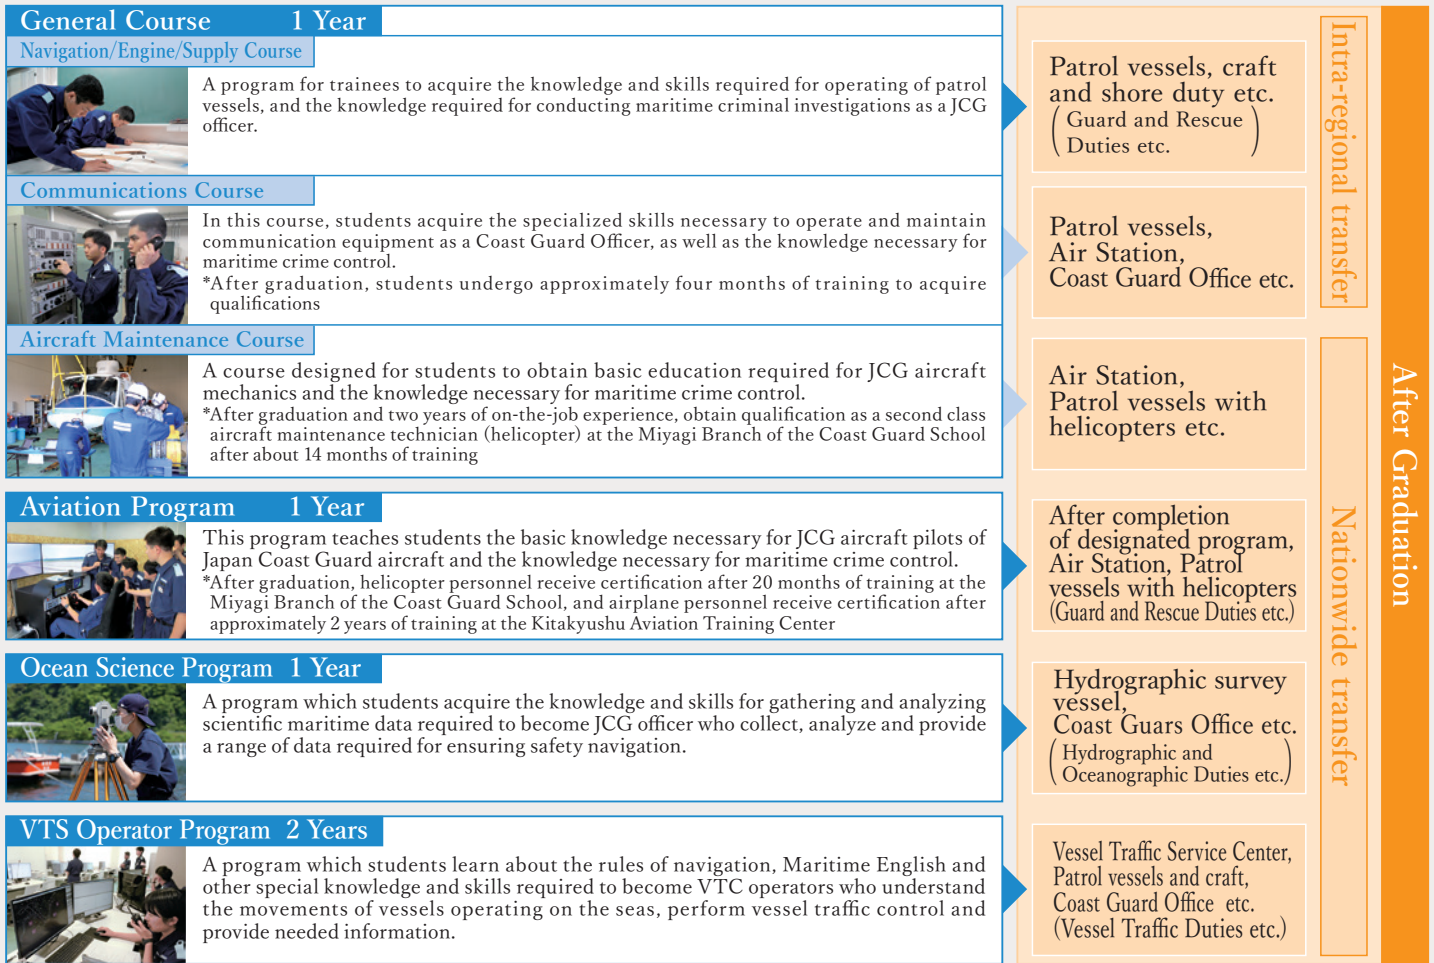 General Course 1 Year
Navigation/Engine/Supply Course
A program for trainees to acquire the knowledge and skills required for operating of patrol
vessels, and the knowledge required for conducting maritime criminal investigations as a JCG
officer.
Patrol vessels, craft
and shore duty etc.
(Guard and Rescue
Duties etc.)
Communications Course
In this course, students acquire the specialized skills necessary to operate and maintain
communication equipment as a Coast Guard Officer, as well as the knowledge necessary for
maritime crime control.
*After graduation, students undergo approximately four months of training to acquire
qualifications
Patrol vessels,
Air Station,
Coast Guard Office etc.
Intra-regional transfer
Aircraft Maintenance Course
A course designed for students to obtain basic education required for JCG aircraft
mechanics and the knowledge necessary for maritime crime control.
*After graduation and two years of on-the-job experience, obtain qualification as a second class
aircraft maintenance technician (helicopter) at the Miyagi Branch of the Coast Guard School
after about 14 months of training
Air Station,
Patrol vessels with
helicopters etc.
Aviation Program 1 Year
This program teaches students the basic knowledge necessary for JCG aircraft pilots of
Japan Coast Guard aircraft and the knowledge necessary for maritime crime control.
*After graduation, helicopter personnel receive certification after 20 months of training at the
Miyagi Branch of the Coast Guard School, and airplane personnel receive certification after
approximately 2 years of training at the Kitakyushu Aviation Training Center
After completion
of designated program,
Air Station, Patrol
vessels with helicopters
(Guard and Rescue Duties etc.)
Ocean Science Program 1 Year
A program which students acquire the knowledge and skills for gathering and analyzing
scientific maritime data required to become JCG officer who collect, analyze and provide
a range of data required for ensuring safety navigation.
Hydrographic survey
vessel,
Coast Guars Office etc.
(Hydrographic and
Oceanographic Duties etc.)
VTS Operator Program 2 Years
A program which students learn about the rules of navigation, Maritime English and
other special knowledge and skills required to become VTC operators who understand
the movements of vessels operating on the seas, perform vessel traffic control and
provide needed information.
Vessel Traffic Service Center,
Patrol vessels and craft,
Coast Guard Office etc.
(Vessel Traffic Duties etc.)
Nationwide transfer
After Graduation